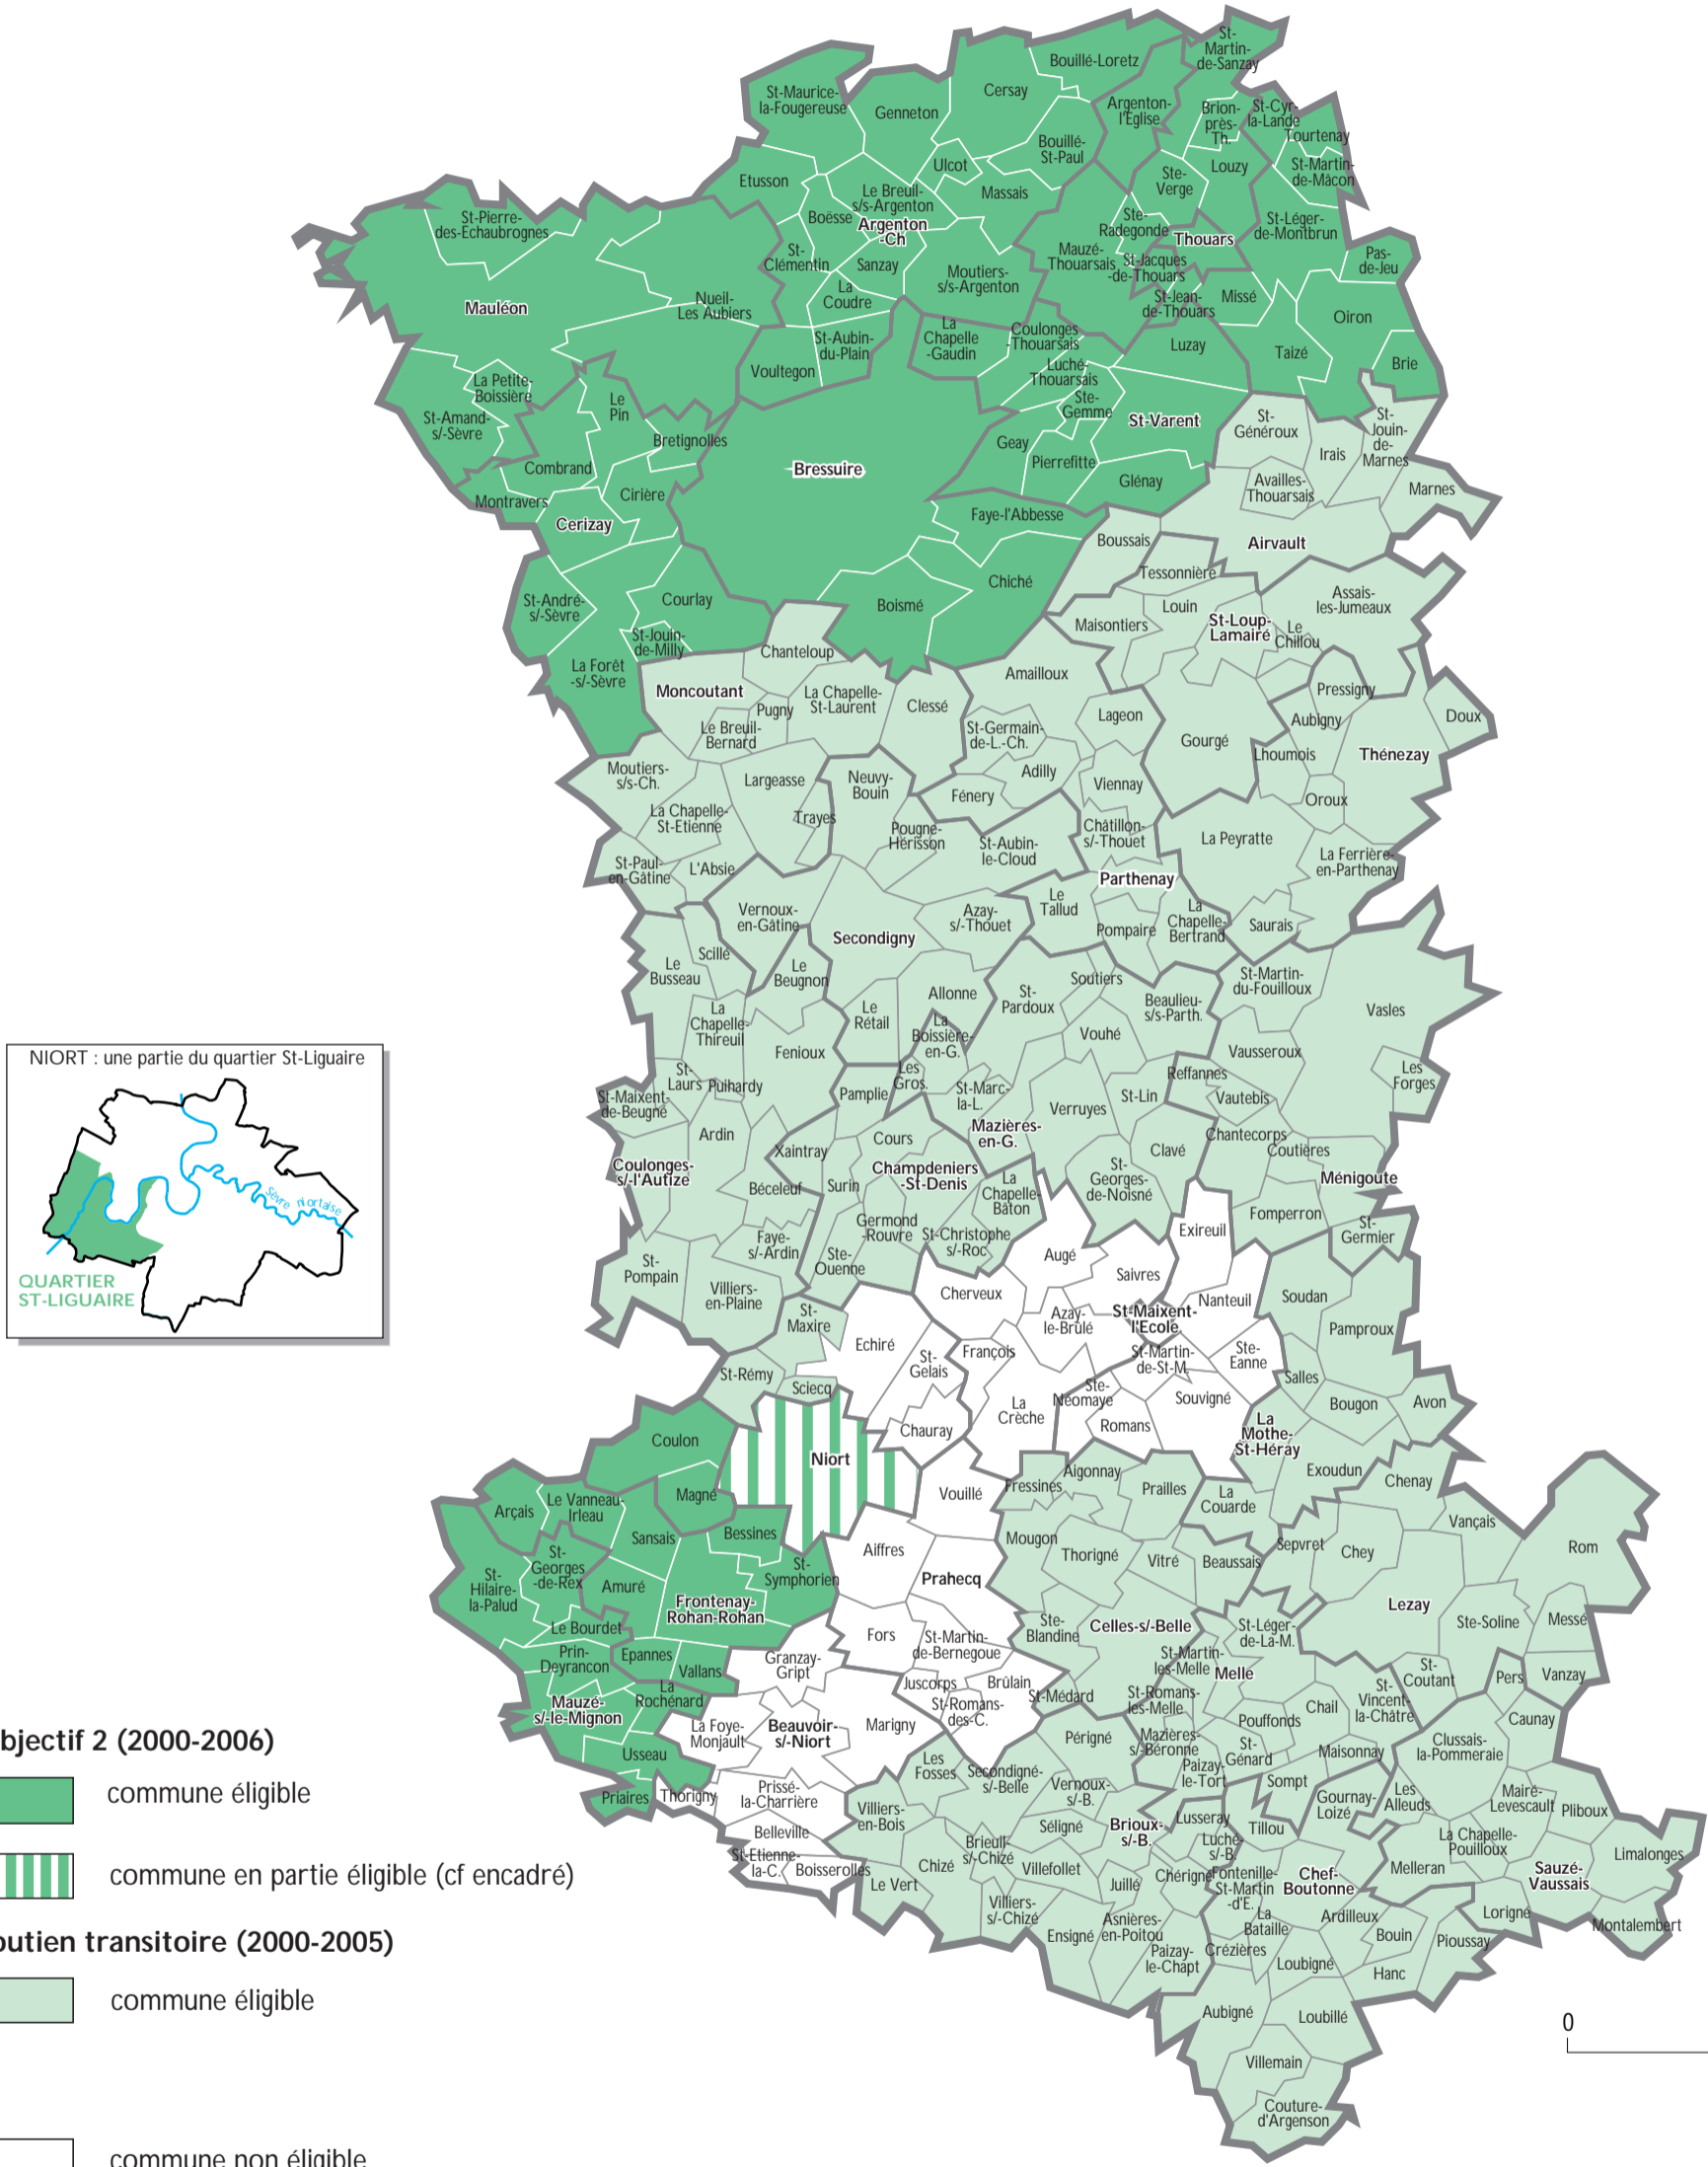 St-
Martin-
de-Sanzay
Bouillé-Loretz
Cersay
St-Maurice-
la-Fougereuse
Genneton
Argenton-
l'Eglise
Brion-
près-
Th.
St-Cyr-
la-Lande
Tourtenay
Bouillé-
St-Paul
Ulcot
Louzy
St-Martin-
de-Mâcon
Etusson
Ste-
Verge
Le Breuil-
s/s-Argenton
Massais
Boësse
Argenton
-Ch
St-Pierre-
des-Echaubrognes
Ste-
Radegonde
Thouars
St-Léger-
de-Montbrun
St-
Clémentin
Sanzay
Mauzé-
Thouarsais
St-Jacques
-de-Thouars
Pas-
de-Jeu
Moutiers-
s/s-Argenton
La
Coudre
Mauléon
Nueil-
Les Aubiers
St-Jean-
de-Thouars
Missé
Oiron
St-Aubin-
du-Plain
La
Chapelle
-Gaudin
Coulonges
-Thouarsais
Luzay
Taizé
Brie
Voultegon
Luché-
Thouarsais
La Petite-
Boissière
Le
Pin
Ste-
Gemme
St-Varent
St-Amand-
s/-Sèvre
Bretignolles
Geay
St-
Généroux
Irais
St-
Jouin-
de-
Marnes
Combrand
Bressuire
Pierrefitte
Glénay
Availles-
Thouarsais
Marnes
Montravers
Cirière
Cerizay
Faye-l'Abbesse
Boussais
Airvault
Chiché
Tessonnière
St-André-
s/-Sèvre
Courlay
Boismé
Louin
Assais-
les-Jumeaux
Maisontiers
St-Loup-
Lamairé
Le
Chillou
St-Jouin-
de-Milly
Chanteloup
La Forêt
-s/-Sèvre
Moncoutant
Amailloux
Pressigny
La Chapelle-
St-Laurent
Clessé
Pugny
Lageon
Aubigny
Doux
Le Breuil-
Bernard
St-Germain-
de-L.-Ch.
Gourgé
Lhoumois
Thénezay
Moutiers-
s/s-Ch.
Largeasse
Neuvy-
Bouin
Adilly
Viennay
Fénery
Oroux
La Chapelle-
St-Etienne
Trayes
Pougne-
Hérisson
St-Aubin-
le-Cloud
Châtillon-
s/-Thouet
La Peyratte
St-Paul-
en-Gâtine
L'Absie
La Ferrière-
en-Parthenay
Parthenay
Vernoux-
en-Gâtine
Azay-
s/-Thouet
Le
Tallud
Pompaire
La
Chapelle-
Bertrand
Saurais
Secondigny
Scillé
Le
Busseau
Le
Beugnon
Soutiers
St-Martin-
du-Fouilloux
Allonne
St-
Pardoux
Beaulieu-
s/s-Parth.
Vasles
La
Chapelle-
Thireuil
Le
Rétail
La
Boissière-
en-G.
Vouhé
Fenioux
Vausseroux
NIORT : une partie du quartier St-Liguaire
St-
Laurs
Puihardy
Les
Gros.
Reffannes
Les
Forges
St-Maixent-
de-Beugné
Pamplie
St-Marc-
la-L.
Verruyes
St-Lin
Vautebis
Ardin
Cours
Mazières-
en-G.
Chantecorps
Xaintray
Clavé
Coutières
Coulonges-
s/-l'Autize
Champdeniers
-St-Denis
Ménigoute
Béceleuf
Surin
La
Chapelle-
Bâton
St-
Georges-
de-Noisné
Sèvre niortaise
Germond
-Rouvre
St-Christophe
s/-Roc
Exireuil
Fomperron
St-
Germier
Faye-
s/-Ardin
Ste-
Ouenne
Augé
QUARTIER
ST-LIGUAIRE
St-
Pompain
Saivres
Villiers-
en-Plaine
Cherveux
Nanteuil
Soudan
St-
Maxire
Azay-
le-Brûlé
St-Maixent-
l'Ecole
Pamproux
Echiré
St-
Gelais
François
St-Martin-
de-St-M.
Ste-
Eanne
St-Rémy
Sciecq
Salles
Ste-
Neomaye
Souvigné
Bougon
Avon
La
Crèche
Romans
La
Mothe-
St-Héray
Chauray
Coulon
Niort
Exoudun
Chenay
Aigonnay
Fressines
Prailles
La
Couarde
Magné
Vouillé
Arçais
Le Vanneau-
Irleau
Vançais
Sansais
Bessines
Mougon
Sepvret
Chey
Rom
Aiffres
Thorigné
Vitré
Beaussais
St-
Georges
-de-Rex
St-
Symphorien
St-
Hilaire-
la-Palud
Amuré
Prahecq
Frontenay-
Rohan-Rohan
Lezay
Ste-Soline
Messé
Le Bourdet
Fors
Ste-
Blandine
Celles-s/-Belle
St-Léger-
de-La-M.
St-Martin-
de-Bernegoue
Prin-
Deyrancon
Epannes
Vallans
Granzay-
Gript
St-Martin-
les-Melle
Melle
St-
Coutant
Pers
Vanzay
Juscorps
Brûlain
La
Rochénard
St-Médard
St-Romans-
les-Melle
St-
Vincent-
la-Châtre
Mauzé-
s/-le-Mignon
St-Romans-
des-C.
Chail
Caunay
La Foye-
Monjault
Beauvoir-
s/-Niort
Marigny
Pouffonds
Objectif 2 (2000-2006)
Périgné
Mazières-
s/-Béronne
St-
Génard
Maisonnay
Clussais-
la-Pommeraie
Usseau
Les
Fosses
Secondigné-
s/-Belle
Paizay-
le-Tort
Sompt
commune éligible
Priaires
Thorigny
Prissé-
la-Charrière
Vernoux-
s/-B.
Gournay-
Loizé
Les
Alleuds
Mairé-
Levescault
Pliboux
Villiers-
en-Bois
Séligné
Brioux-
s/-B.
Lusseray
Tillou
Belleville
Brieuil-
s/-Chizé
Luché-
s/-B.
La Chapelle-
Pouilloux
Limalonges
St-Etienne-
la-C.
Boisserolles
Chizé
Villefollet
Chérigné
Melleran
Sauzé-
Vaussais
commune en partie éligible (cf encadré)
Le Vert
Juillé
Fontenille-
St-Martin
-d'E.
Chef-
Boutonne
Villiers-
s/-Chizé
Lorigné
Montalembert
Ensigné
Asnières-
en-Poitou
La
Bataille
Ardilleux
Bouin
Pioussay
outien transitoire (2000-2005)
Paizay-
le-Chapt
Crézières
Loubigné
Hanc
commune éligible
Aubigné
Loubillé
0
Villemain
Couture-
d'Argenson
commune non éligible